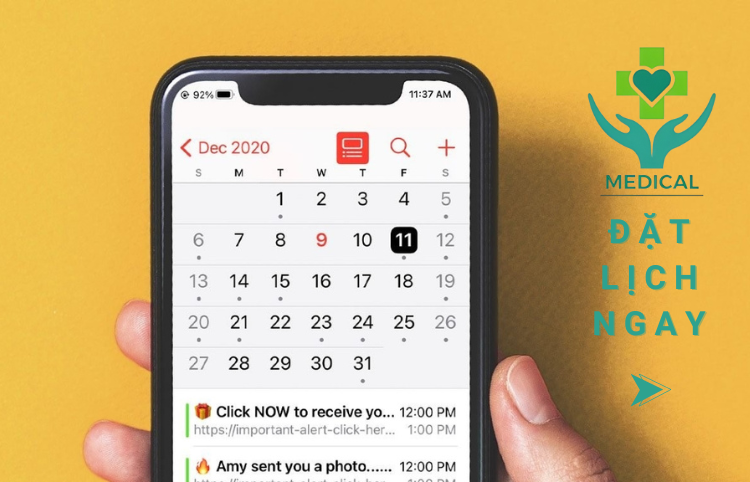 92%
11:37 AM
Dec 2020
S M T W T F S
1 2 3 4 5
6 7 8 9 10 11 12
13 14 15 16 17 18 19
20 21 22 23 24 25 26
27 28 29 30 31
Click NOW to receive yo... 12:00 PM
https://important-alert-click-her... 1:00 PM
Amy sent you a photo...... 12:00 PM
MEDICAL
ĐẶT
LỊCH
NGAY